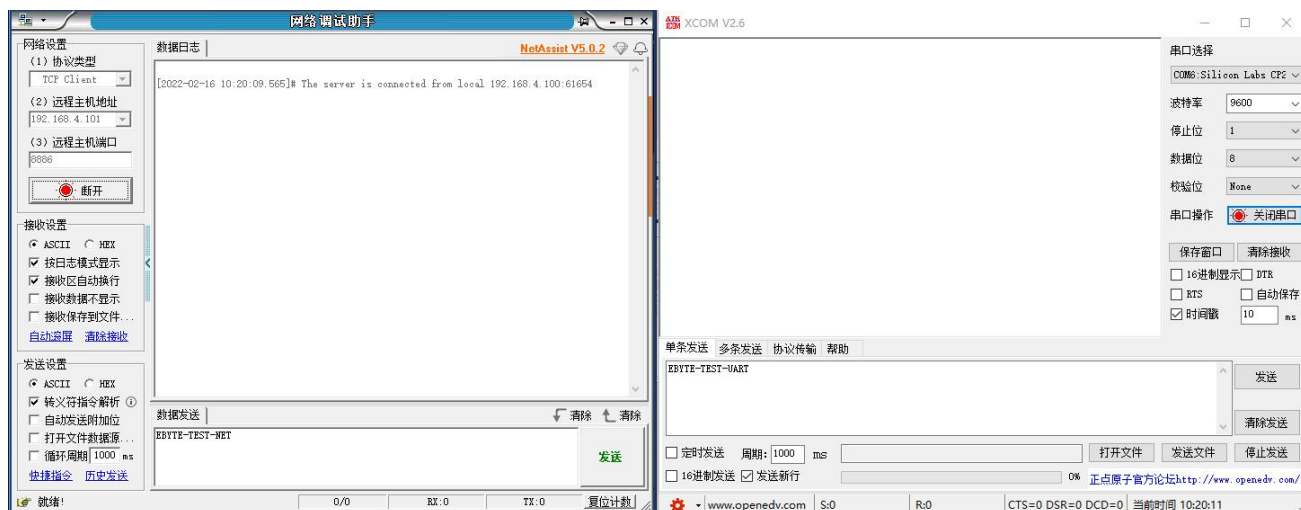 网络调试助手
网络设置
(1) 协议类型
TCP Client
(2) 远程主机地址
192.168.4.101
(3) 远程主机端口
8886
断开
接收设置
ASCII HEX
按日志模式显示
接收区自动换行
接收数据不显示
接收保存到文件...
自动滚屏 清除接收
发送设置
ASCII HEX
转义符指令解析
自动发送附加位
打开文件数据源...
循环周期 1000 ms
快捷指令 历史发送
就绪!
数据日志
NetAssist V5.0.2
[2022-02-16 10:20:09.565]# The server is connected from local 192.168.4.100:61654
数据发送
清除 清除
EBYTE-TEST-NET
发送
0/0 RX:0 TX:0 复位计数
XCOM V2.6
串口选择
COM6:Silicon Labs CP2
波特率 9600
停止位 1
数据位 8
校验位 None
串口操作 关闭串口
保存窗口 清除接收
16进制显示 DTR
RTS 自动保存
时间戳 10 ms
单条发送 多条发送 协议传输 帮助
EBYTE-TEST-UART
发送
清除发送
定时发送 周期: 1000 ms 打开文件 发送文件 停止发送
16进制发送 发送新行 0% 正点原子官方论坛http://www.openedv.com/
www.openedv.com S:0 R:0 CTS=0 DSR=0 DCD=0 当前时间 10:20:11